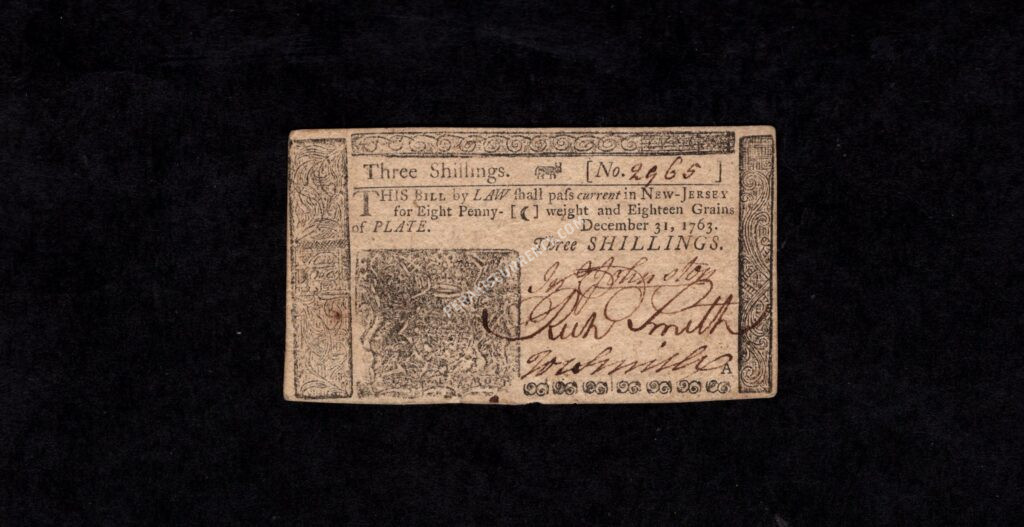 Three Shillings. [No. 2965 ]
THIS BILL by LAW ſhall paſs current in NEW-JERSEY
for Eight Penny-[☾] weight and Eighteen Grains
of PLATE. December 31, 1763.
Three SHILLINGS.
Johnston
Rich Smith
A